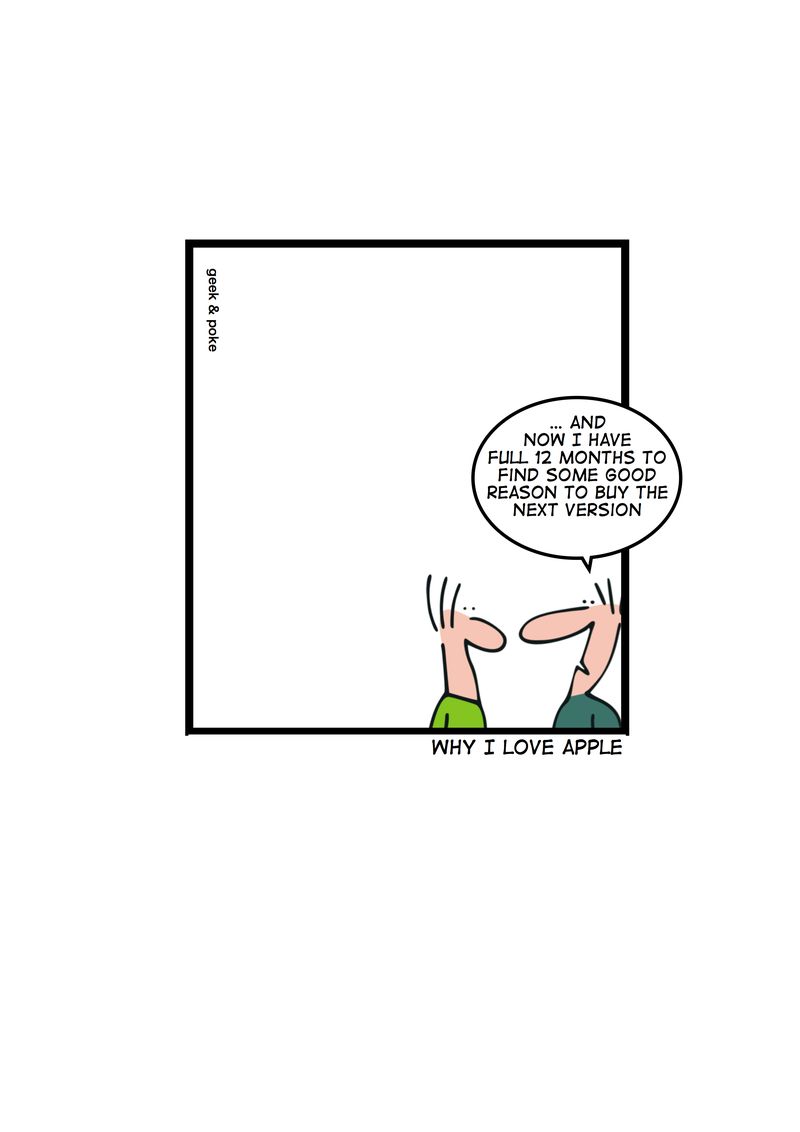 geek & poke
... AND
NOW I HAVE
FULL 12 MONTHS TO
FIND SOME GOOD
REASON TO BUY THE
NEXT VERSION
WHY I LOVE APPLE